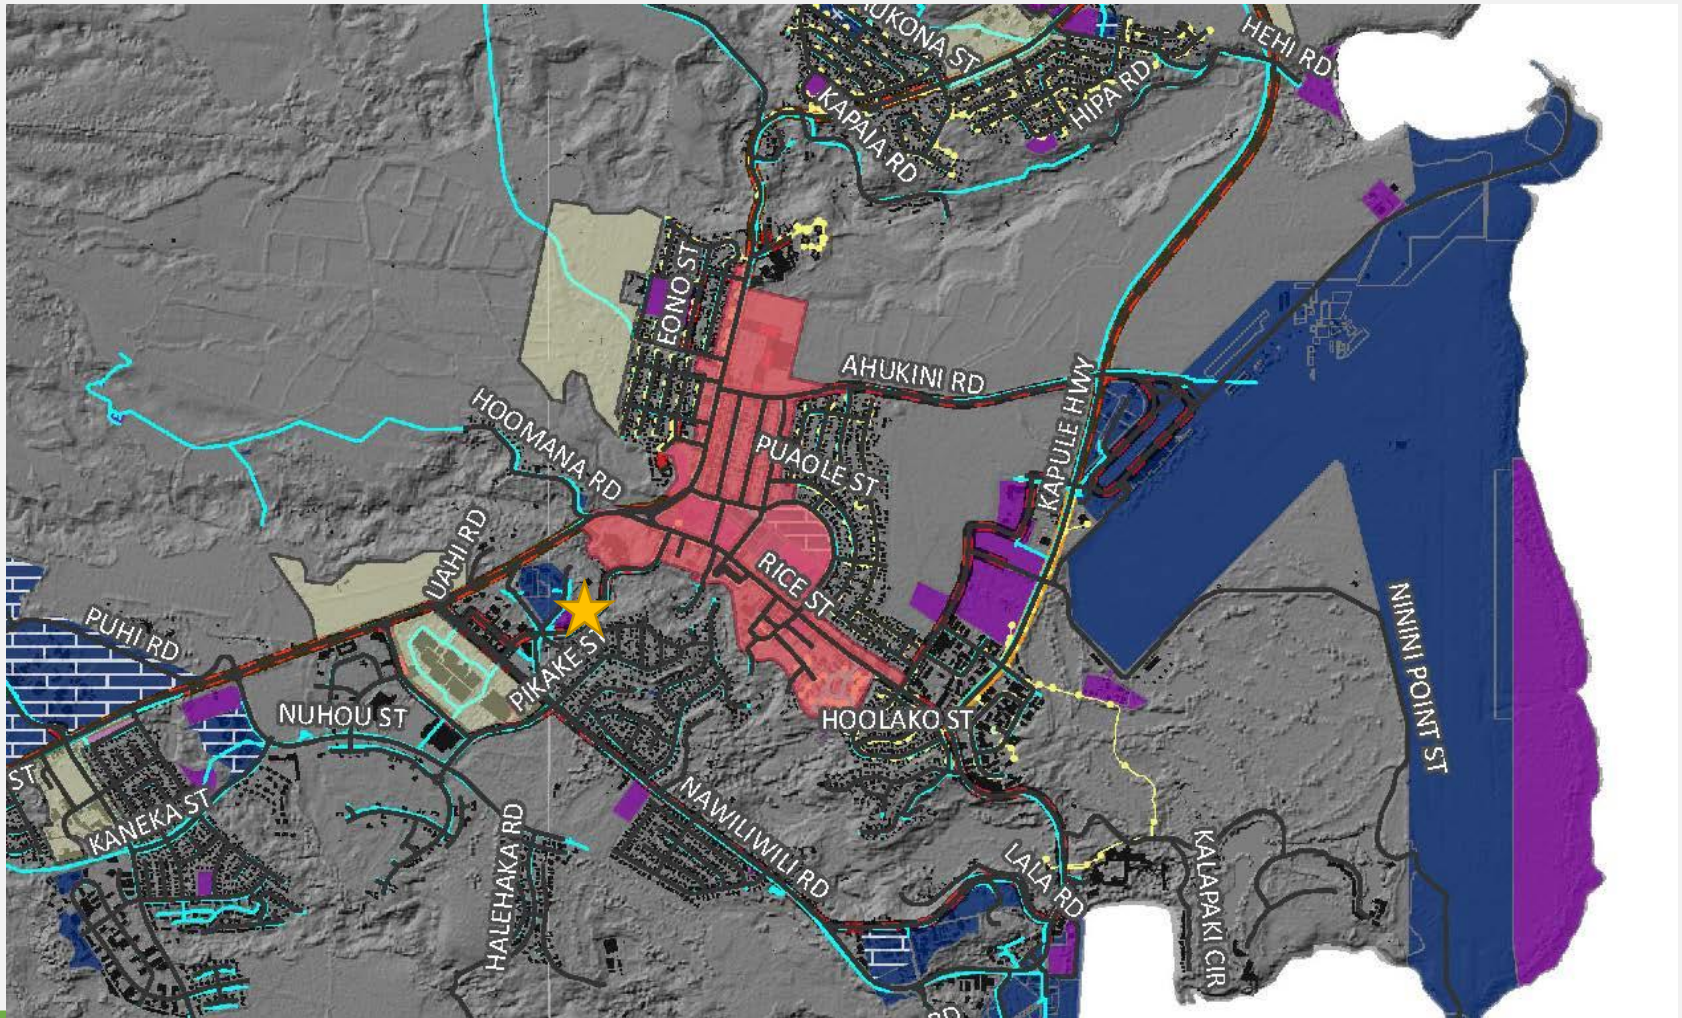 UKONA ST
HEHI RD
HIPA RD
KAPAIA RD
EONO ST
AHUKINI RD
KAPULE HWY
HOOMANA RD
PUAOLE ST
UAHI RD
RICE ST
PUHI RD
PIKAKE ST
NININI POINT ST
NUHOU ST
HOOLAKO ST
ST
KANEKA ST
NAWILIWILI RD
HALEHAKA RD
LALA RD
KALAPAKI CIR
RD